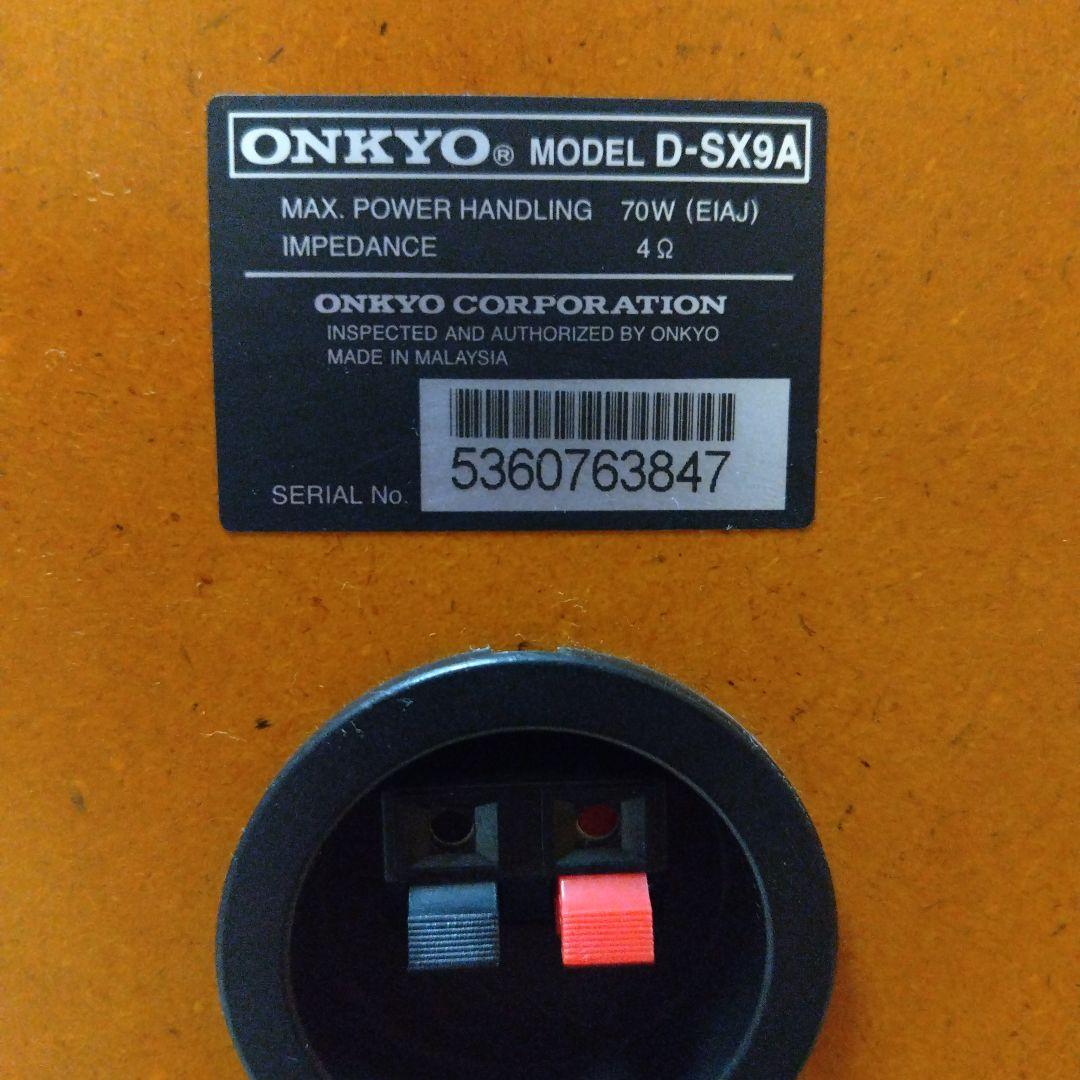 ONKYO® MODEL D-SX9A
MAX. POWER HANDLING 70W (EIAJ)
IMPEDANCE 4Ω
ONKYO CORPORATION
INSPECTED AND AUTHORIZED BY ONKYO
MADE IN MALAYSIA
SERIAL No. 5360763847